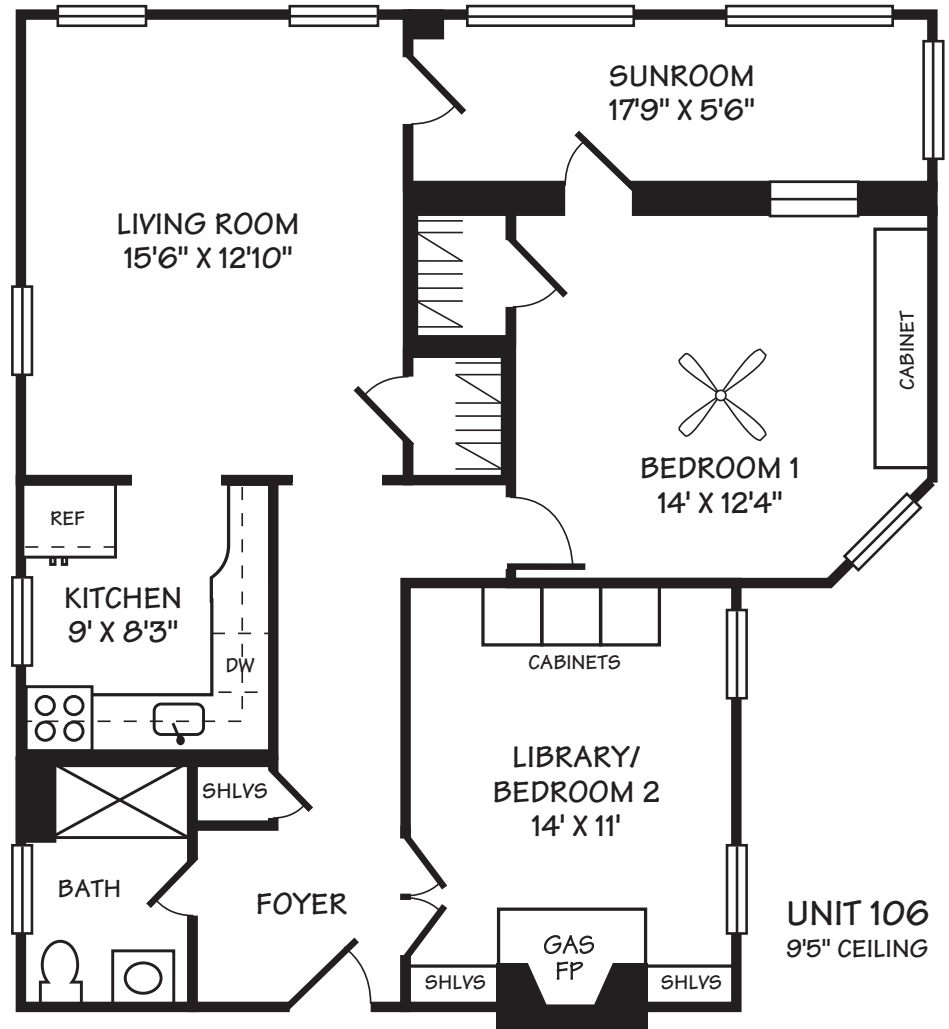 SUNROOM
17'9" X 5'6"
LIVING ROOM
15'6" X 12'10"
CABINET
BEDROOM 1
14' X 12'4"
REF
KITCHEN
9' X 8'3"
DW
CABINETS
LIBRARY/
BEDROOM 2
14' X 11'
SHLVS
BATH
FOYER
UNIT 106
9'5" CEILING
GAS
FP
SHLVS
SHLVS